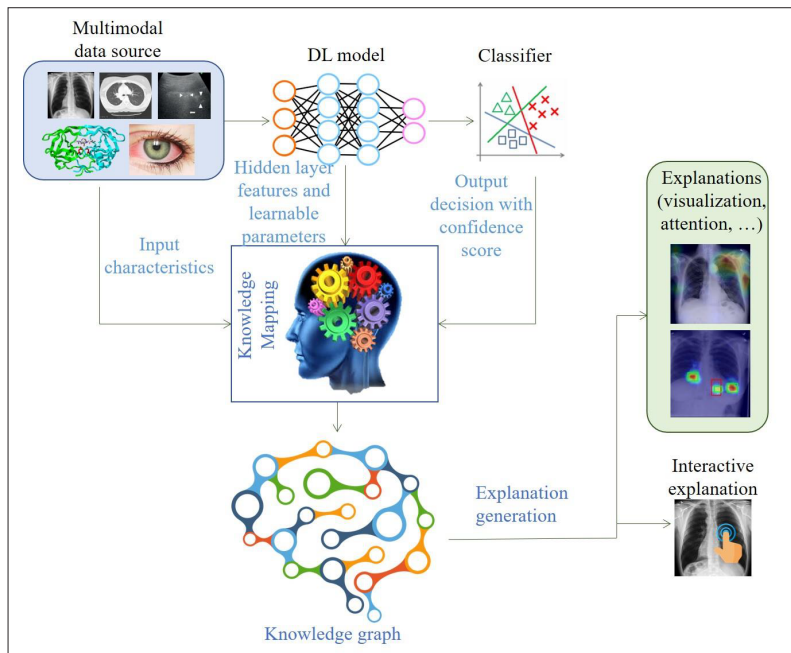 Multimodal
data source
DL model
Classifier
Hidden layer
features and
learnable
parameters
Output
decision with
confidence
score
Input
characteristics
Knowledge
Mapping
Explanations
(visualization,
attention, …)
Explanation
generation
Interactive
explanation
Knowledge graph